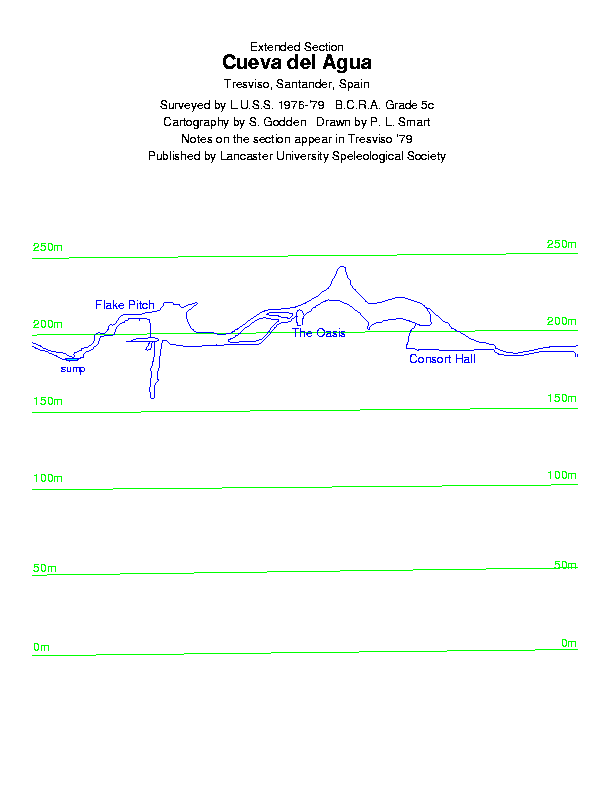 Extended Section
Cueva del Agua
Tresviso, Santander, Spain
Surveyed by L.U.S.S. 1976-'79 B.C.R.A. Grade 5c
Cartography by S. Godden Drawn by P. L. Smart
Notes on the section appear in Tresviso '79
Published by Lancaster University Speleological Society
250m 250m
Flake Pitch
200m 200m
The Oasis
Consort Hall
sump
150m 150m
100m 100m
50m 50m
0m 0m